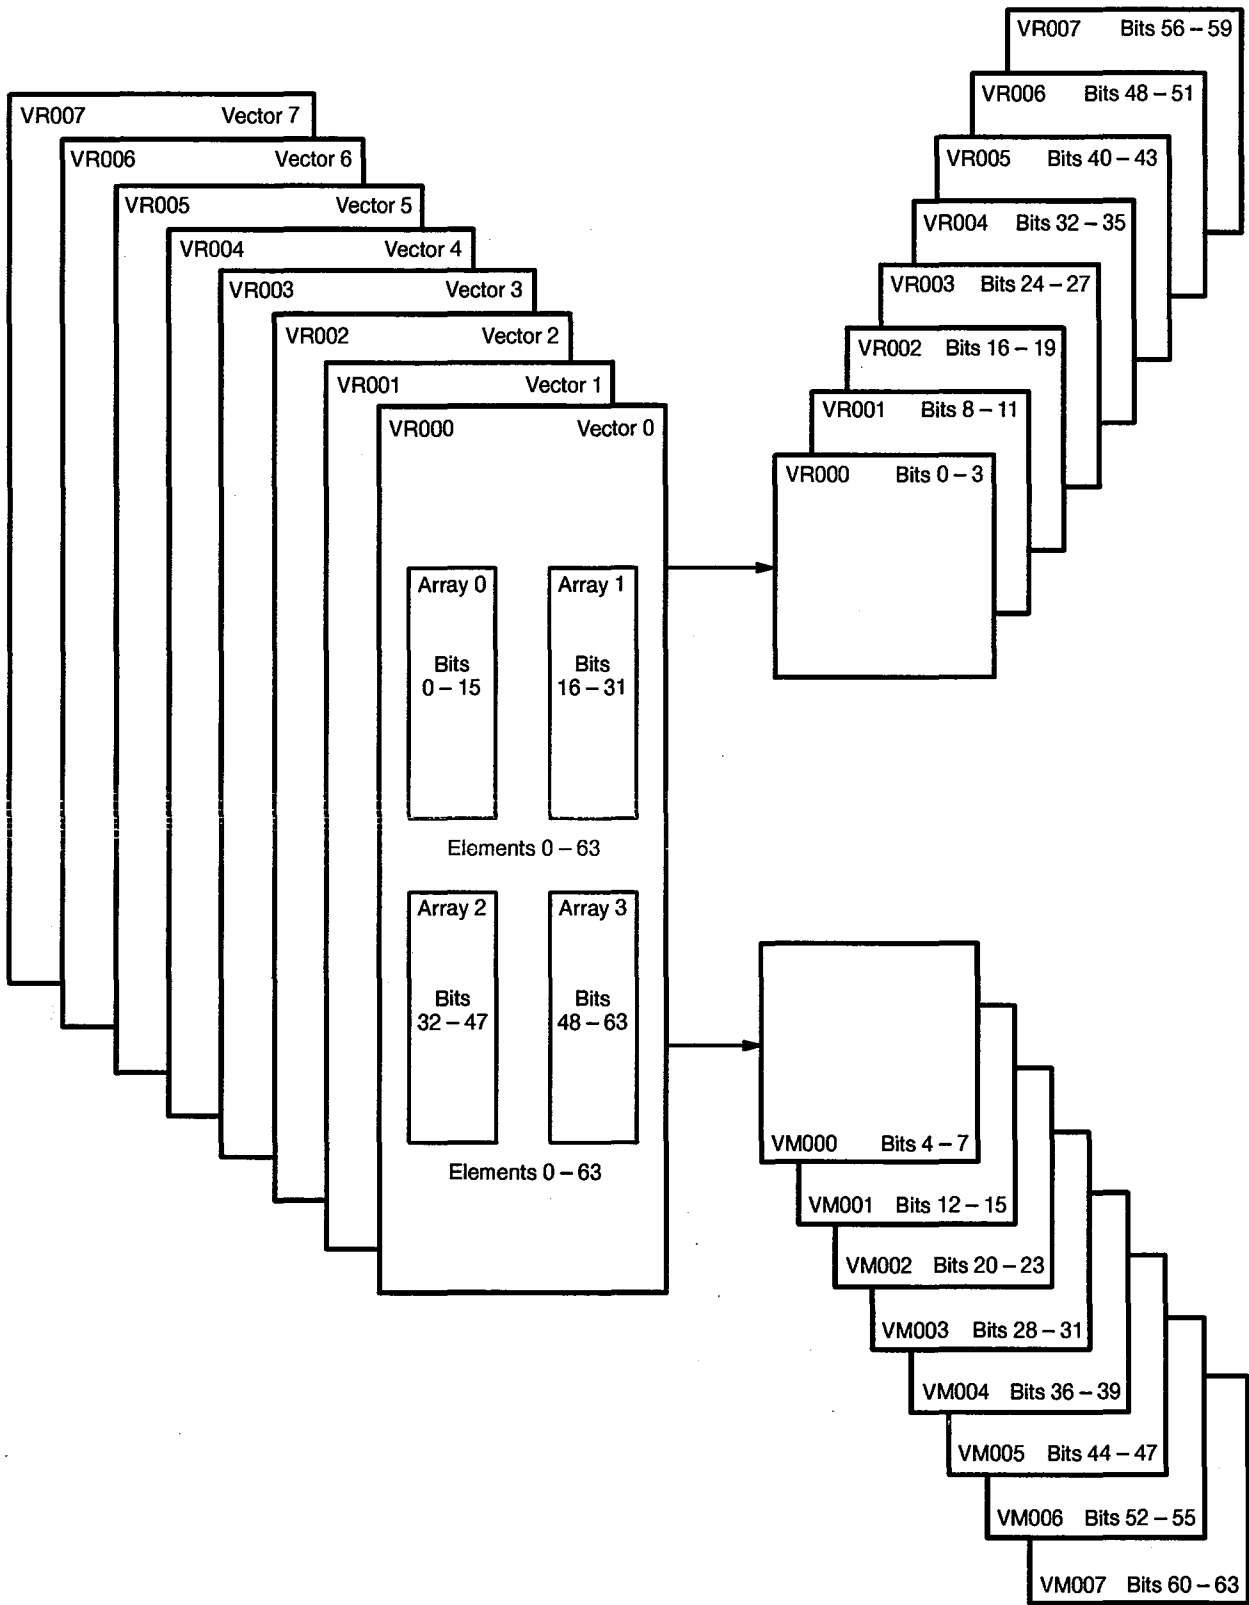 VR007 Vector 7
VR006 Vector 6
VR005 Vector 5
VR004 Vector 4
VR003 Vector 3
VR002 Vector 2
VR001 Vector 1
VR000 Vector 0
Array 0
Bits
0 – 15
Array 1
Bits
16 – 31
Elements 0 – 63
Array 2
Bits
32 – 47
Array 3
Bits
48 – 63
Elements 0 – 63
VR007 Bits 56 – 59
VR006 Bits 48 – 51
VR005 Bits 40 – 43
VR004 Bits 32 – 35
VR003 Bits 24 – 27
VR002 Bits 16 – 19
VR001 Bits 8 – 11
VR000 Bits 0 – 3
VM000 Bits 4 – 7
VM001 Bits 12 – 15
VM002 Bits 20 – 23
VM003 Bits 28 – 31
VM004 Bits 36 – 39
VM005 Bits 44 – 47
VM006 Bits 52 – 55
VM007 Bits 60 – 63